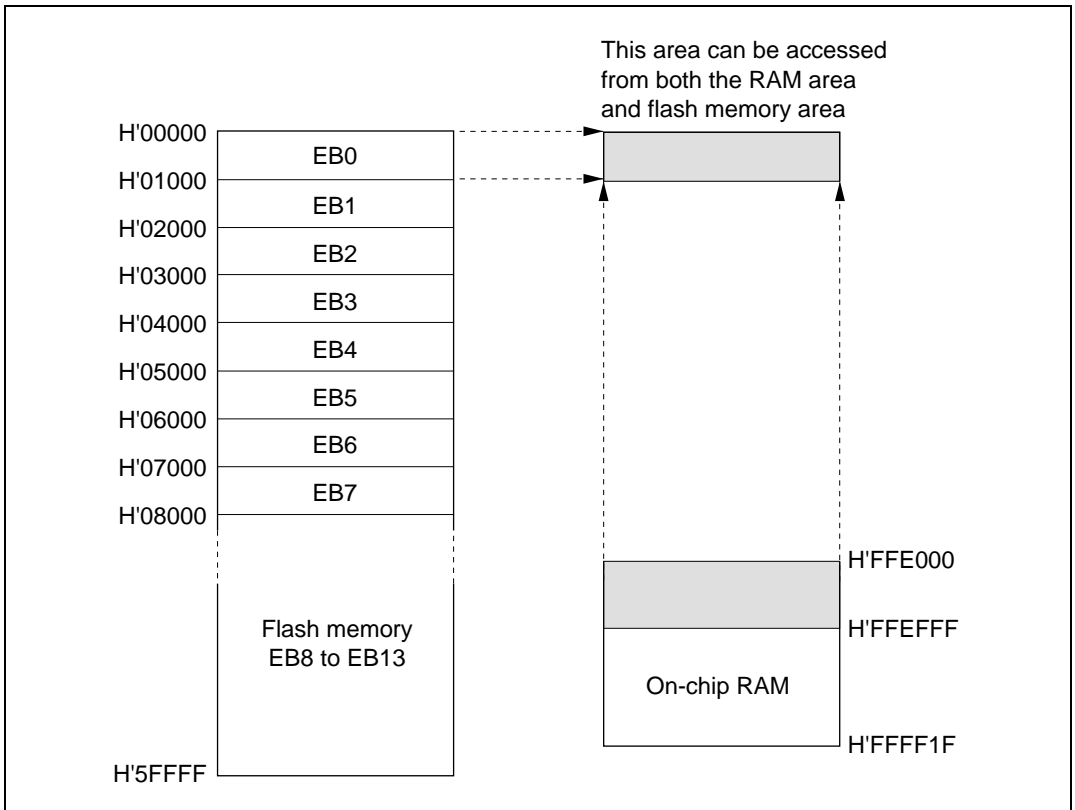 This area can be accessed
from both the RAM area
and flash memory area
H'00000
EB0
H'01000
EB1
H'02000
EB2
H'03000
EB3
H'04000
EB4
H'05000
EB5
H'06000
EB6
H'07000
EB7
H'08000
H'FFE000
Flash memory
EB8 to EB13
H'FFEFFF
On-chip RAM
H'FFFF1F
H'5FFFF